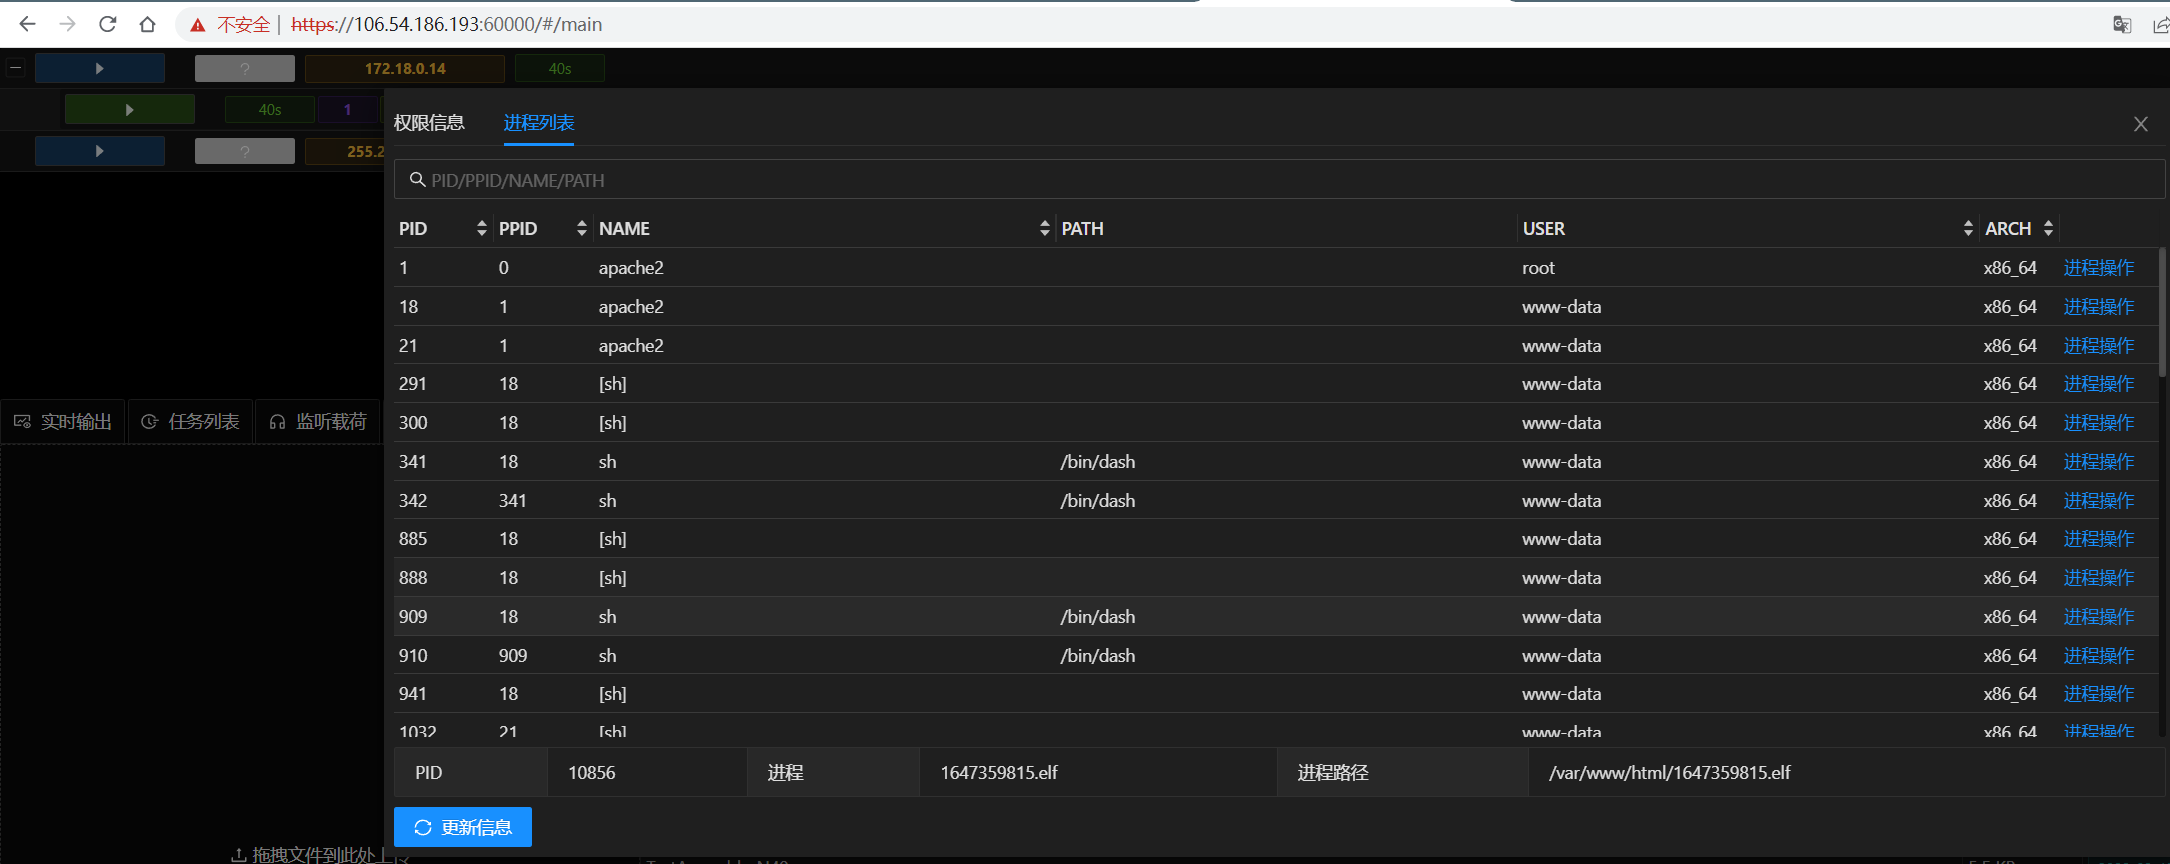 不安全 | https://106.54.186.193:60000/#/main
? 172.18.0.14 40s
40s 1
? 255.2
权限信息 进程列表
PID/PPID/NAME/PATH
PID PPID NAME PATH USER ARCH
1 0 apache2 root x86_64 进程操作
18 1 apache2 www-data x86_64 进程操作
21 1 apache2 www-data x86_64 进程操作
291 18 [sh] www-data x86_64 进程操作
300 18 [sh] www-data x86_64 进程操作
341 18 sh /bin/dash www-data x86_64 进程操作
342 341 sh /bin/dash www-data x86_64 进程操作
885 18 [sh] www-data x86_64 进程操作
888 18 [sh] www-data x86_64 进程操作
909 18 sh /bin/dash www-data x86_64 进程操作
910 909 sh /bin/dash www-data x86_64 进程操作
941 18 [sh] www-data x86_64 进程操作
1032 21 [sh] www-data x86_64 进程操作
实时输出 任务列表 监听载荷
PID 10856 进程 1647359815.elf 进程路径 /var/www/html/1647359815.elf
更新信息
拖拽文件到此处上传